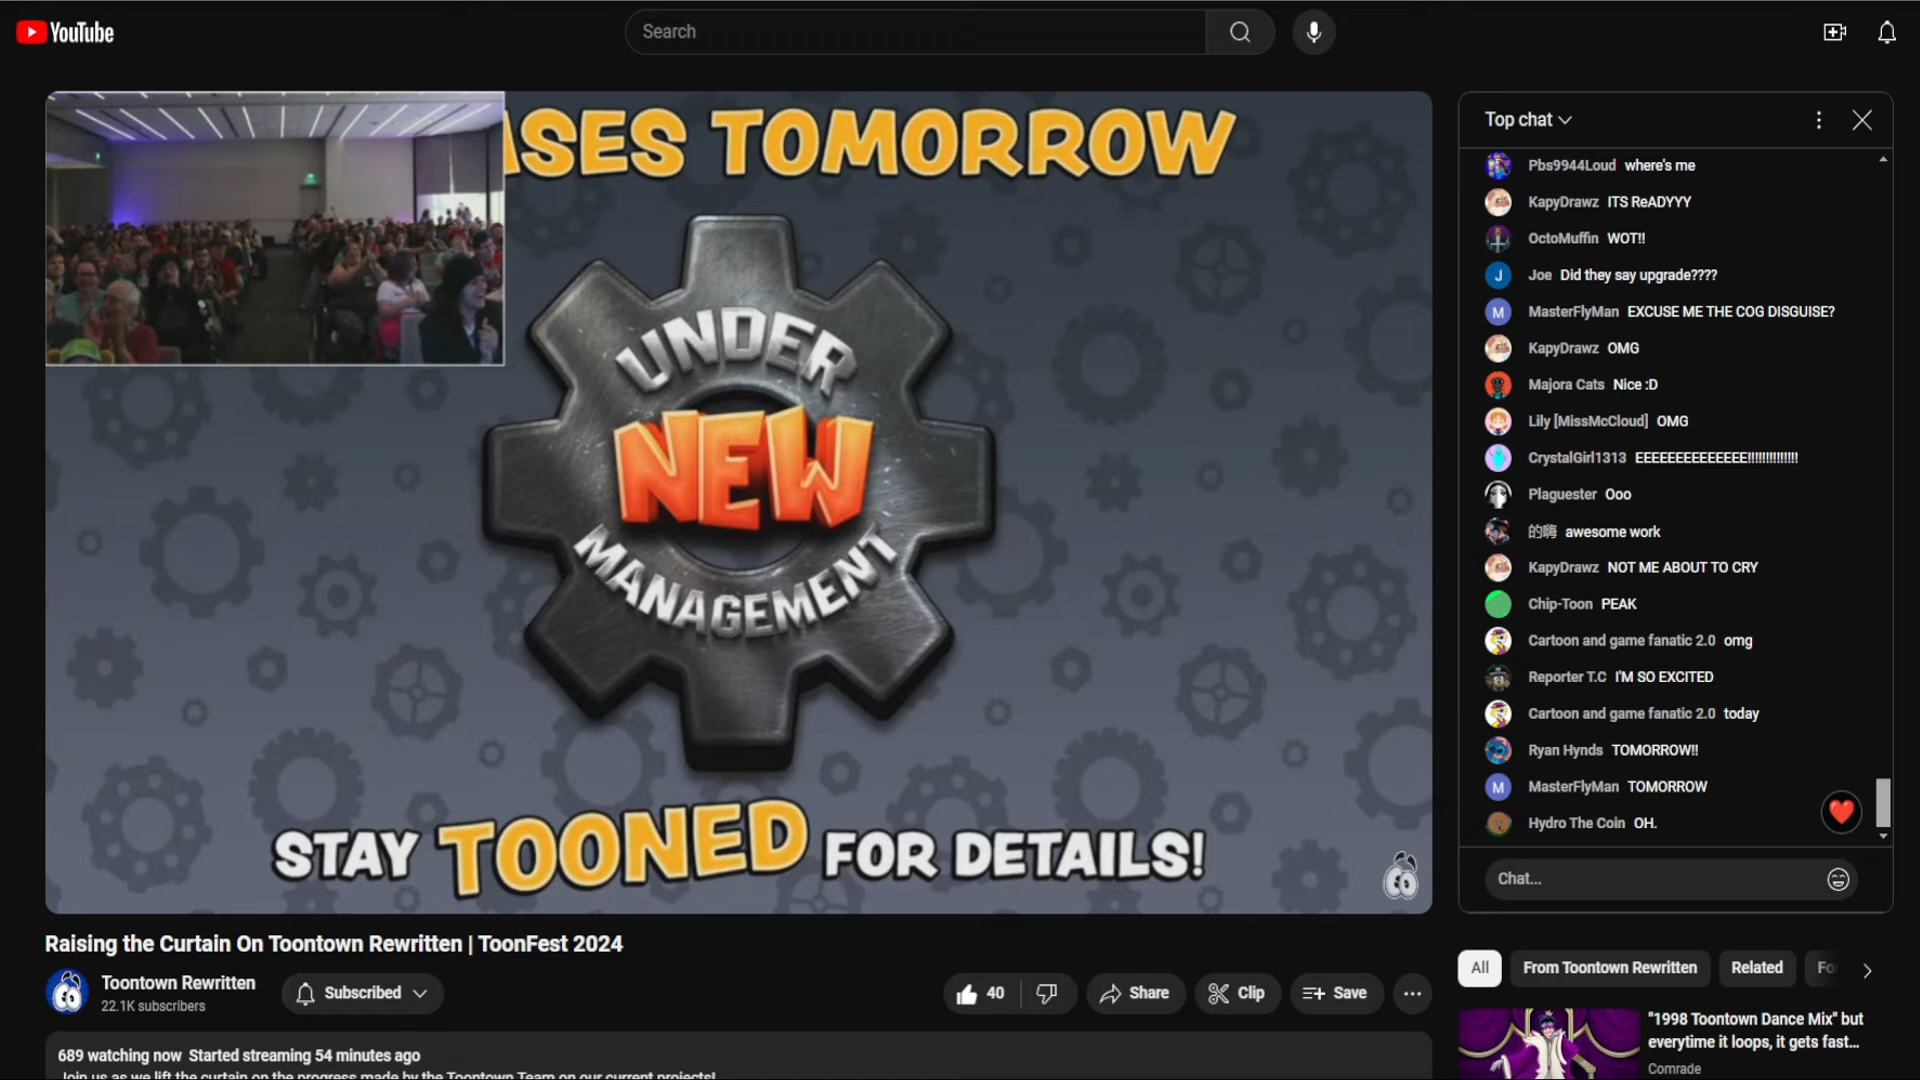 YouTube
Search
ASES TOMORROW
UNDER
NEW
MANAGEMENT
STAY TOONED FOR DETAILS!
Raising the Curtain On Toontown Rewritten | ToonFest 2024
Toontown Rewritten
22.1K subscribers
Subscribed
40
Share
Clip
Save
689 watching now Started streaming 54 minutes ago
Join us as we lift the curtain on the progress made by the Toontown Team on our current projects!
Top chat
Pbs9944Loud where's me
KapyDrawz ITS ReADYYY
OctoMuffin WOT!!
J Joe Did they say upgrade????
M MasterFlyMan EXCUSE ME THE COG DISGUISE?
KapyDrawz OMG
Majora Cats Nice :D
Lily [MissMcCloud] OMG
CrystalGirl1313 EEEEEEEEEEEEEE!!!!!!!!!!!!!!
Plaguester Ooo
的嗨 awesome work
KapyDrawz NOT ME ABOUT TO CRY
Chip-Toon PEAK
Cartoon and game fanatic 2.0 omg
Reporter T.C I'M SO EXCITED
Cartoon and game fanatic 2.0 today
Ryan Hynds TOMORROW!!
M MasterFlyMan TOMORROW
Hydro The Coin OH.
Chat...
All From Toontown Rewritten Related Fo
"1998 Toontown Dance Mix" but
everytime it loops, it gets fast...
Comrade